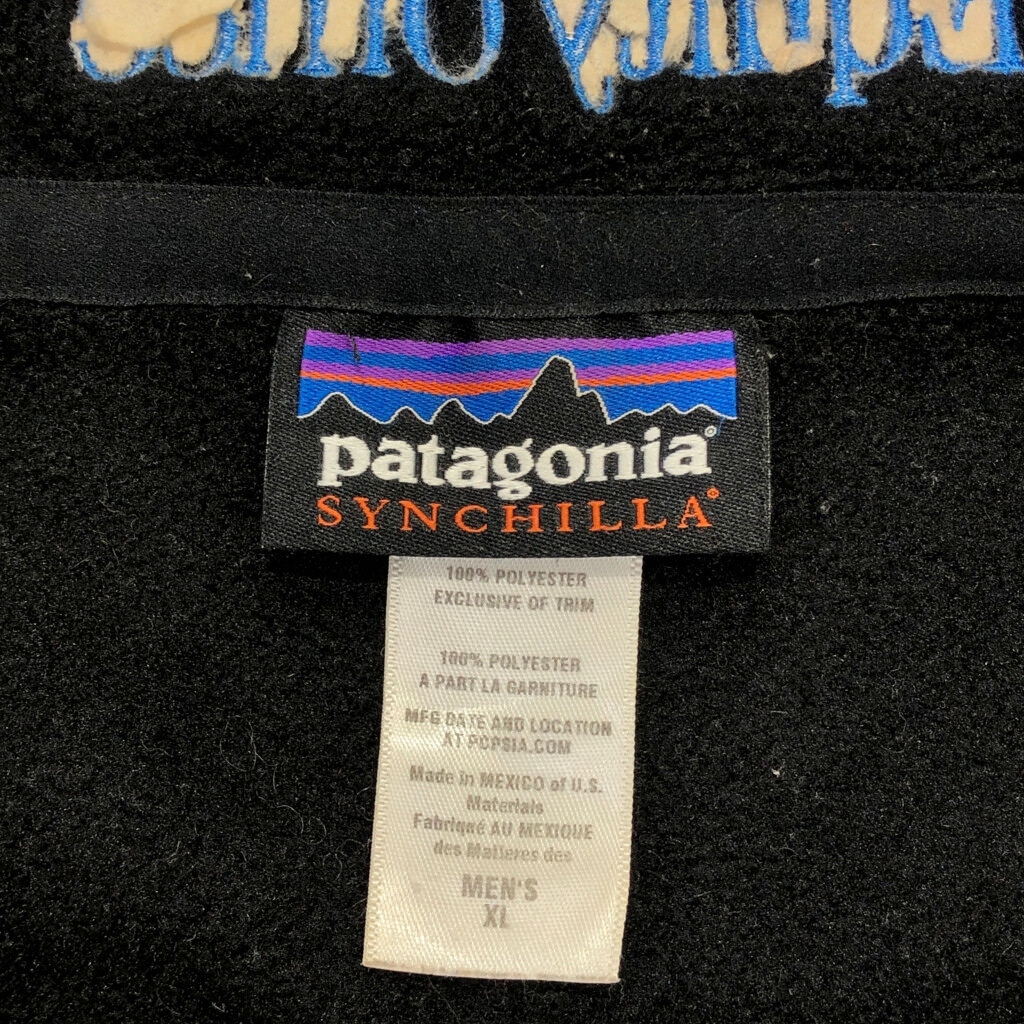 patagonia®
SYNCHILLA®
100% POLYESTER
EXCLUSIVE OF TRIM
100% POLYESTER
A PART LA GARNITURE
MFG DATE AND LOCATION
AT PCPSIA.COM
Made in MEXICO of U.S.
Materials
Fabriqué AU MEXIQUE
des Matieres des
MEN'S
XL